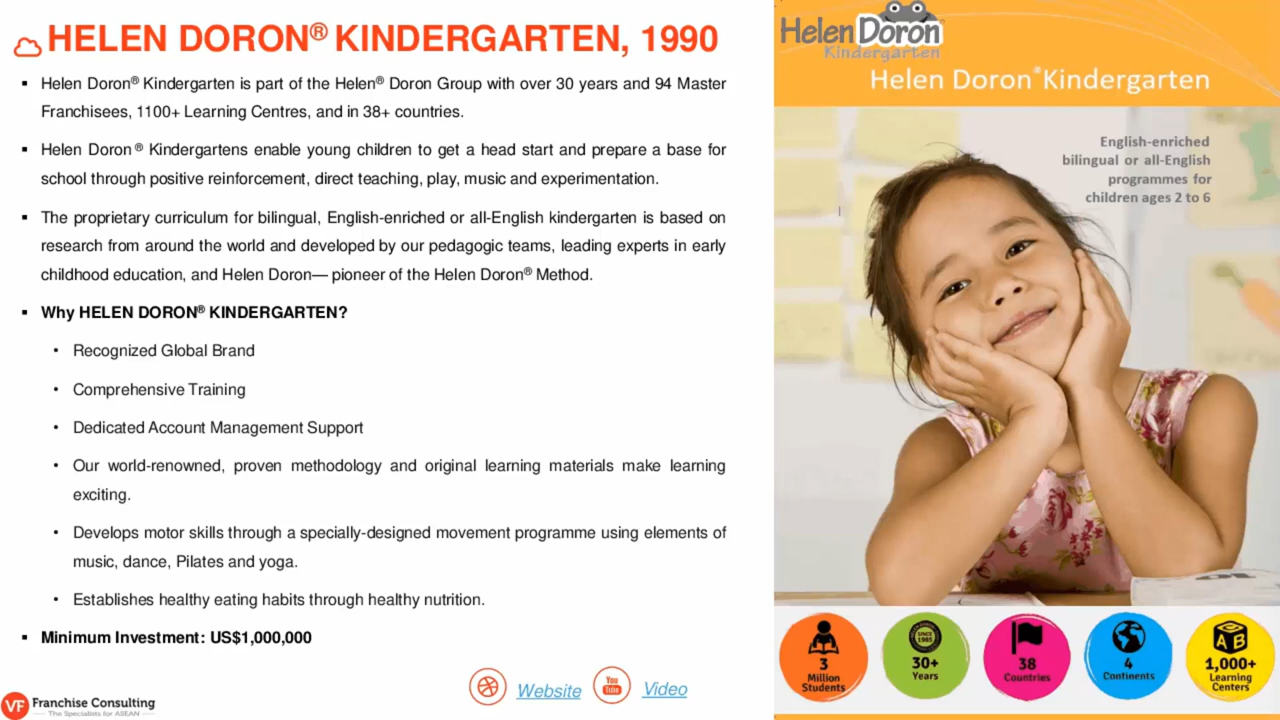 HELEN DORON® KINDERGARTEN, 1990
▪ Helen Doron® Kindergarten is part of the Helen® Doron Group with over 30 years and 94 Master
Franchisees, 1100+ Learning Centres, and in 38+ countries.
▪ Helen Doron ® Kindergartens enable young children to get a head start and prepare a base for
school through positive reinforcement, direct teaching, play, music and experimentation.
▪ The proprietary curriculum for bilingual, English-enriched or all-English kindergarten is based on
research from around the world and developed by our pedagogic teams, leading experts in early
childhood education, and Helen Doron— pioneer of the Helen Doron® Method.
▪ Why HELEN DORON® KINDERGARTEN?
• Recognized Global Brand
• Comprehensive Training
• Dedicated Account Management Support
• Our world-renowned, proven methodology and original learning materials make learning
exciting.
• Develops motor skills through a specially-designed movement programme using elements of
music, dance, Pilates and yoga.
• Establishes healthy eating habits through healthy nutrition.
▪ Minimum Investment: US$1,000,000
Website
You
Tube
Video
VF
Franchise Consulting
The Specialists for ASEAN
Helen Doron
Kindergarten
Helen Doron®Kindergarten
English-enriched
bilingual or all-English
programmes for
children ages 2 to 6
3
Million
Students
SINCE
1985
30+
Years
38
Countries
4
Continents
A B
1,000+
Learning
Centers